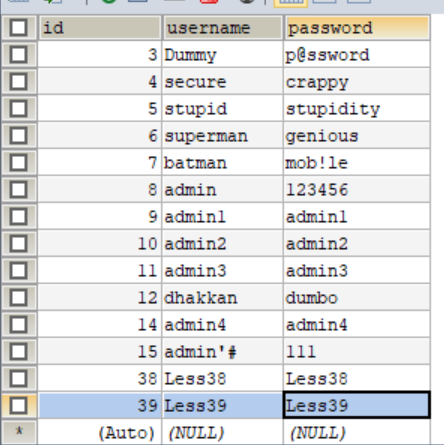 id username password
3 Dummy p@ssword
4 secure crappy
5 stupid stupidity
6 superman genious
7 batman mob!le
8 admin 123456
9 admin1 admin1
10 admin2 admin2
11 admin3 admin3
12 dhakkan dumbo
14 admin4 admin4
15 admin'# 111
38 Less38 Less38
39 Less39 Less39
* (Auto) (NULL) (NULL)